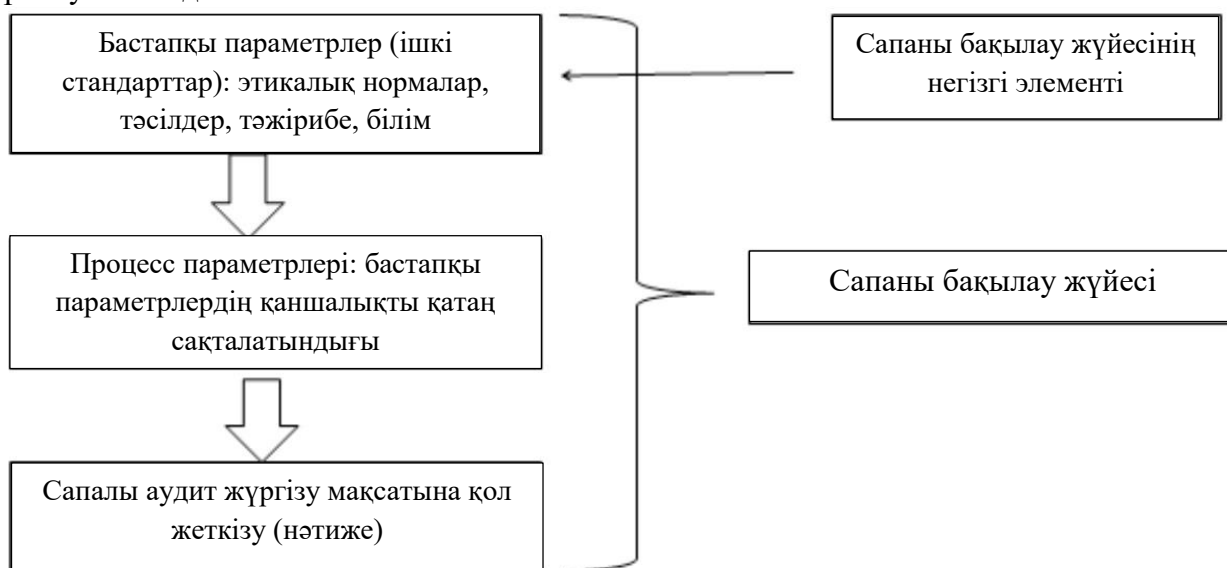 Бастапқы параметрлер (ішкі
стандарттар): этикалық нормалар,
тәсілдер, тәжірибе, білім
Сапаны бақылау жүйесінің
негізгі элементі
Процесс параметрлері: бастапқы
параметрлердің қаншалықты қатаң
сақталатындығы
Сапаны бақылау жүйесі
Сапалы аудит жүргізу мақсатына қол
жеткізу (нәтиже)